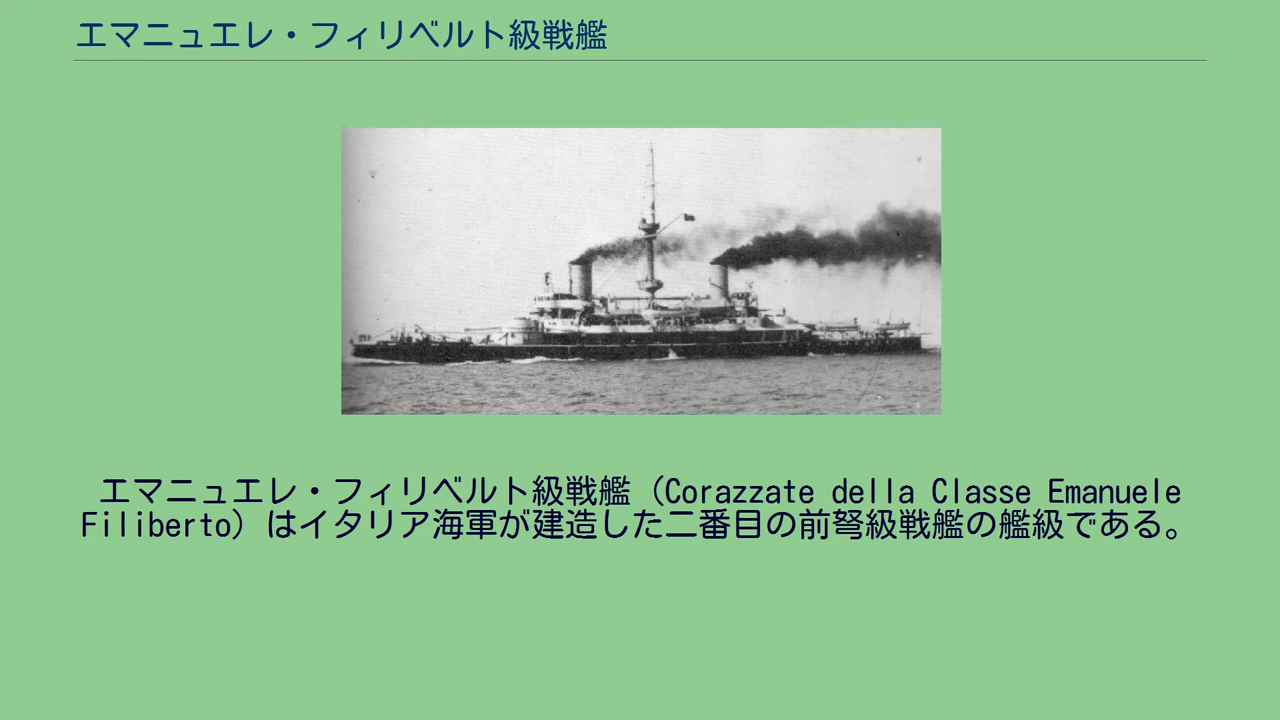 エマニュエレ・フィリベルト級戦艦
エマニュエレ・フィリベルト級戦艦（Corazzate della Classe Emanuele
Filiberto）はイタリア海軍が建造した二番目の前弩級戦艦の艦級である。